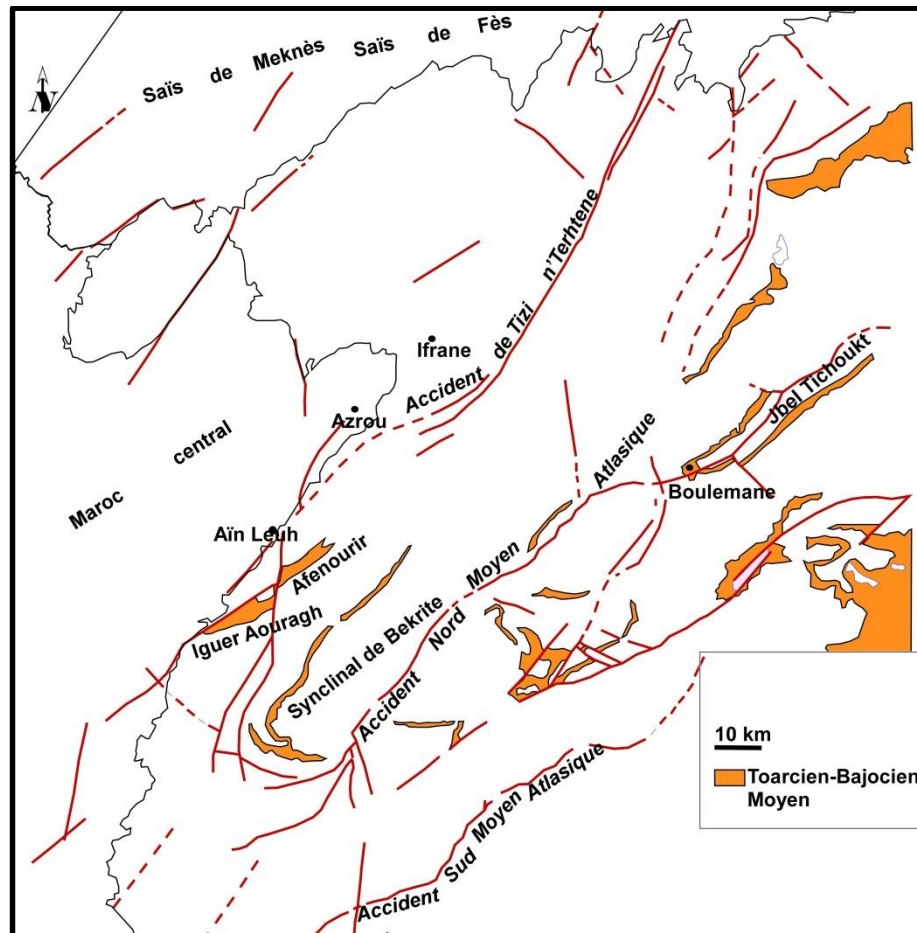 Saïs de Meknès Saïs de Fès
N
Accident de Tizi n'Terhtene
Ifrane
Azrou
Jbel Tichoukt
Maroc central
Boulemane
Aïn Leuh
Afenourir
Iguer Aouragh
Synclinal de Bekrite
Accident Nord Moyen Atlasique
Accident Sud Moyen Atlasique
10 km
Toarcien-Bajocien
Moyen